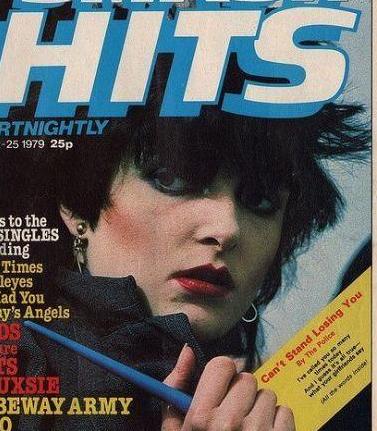 HITS
RTNIGHTLY
-25 1979 25p
s to the
SINGLES
ding
Times
leyes
ad You
y's Angels
DS
are
TS
UXSIE
BEWAY ARMY
O
Can't Stand Losing You
By The Police
I've called you so many
times today
And I guess it's all true—
what your girlfriends say
(All the words inside!)